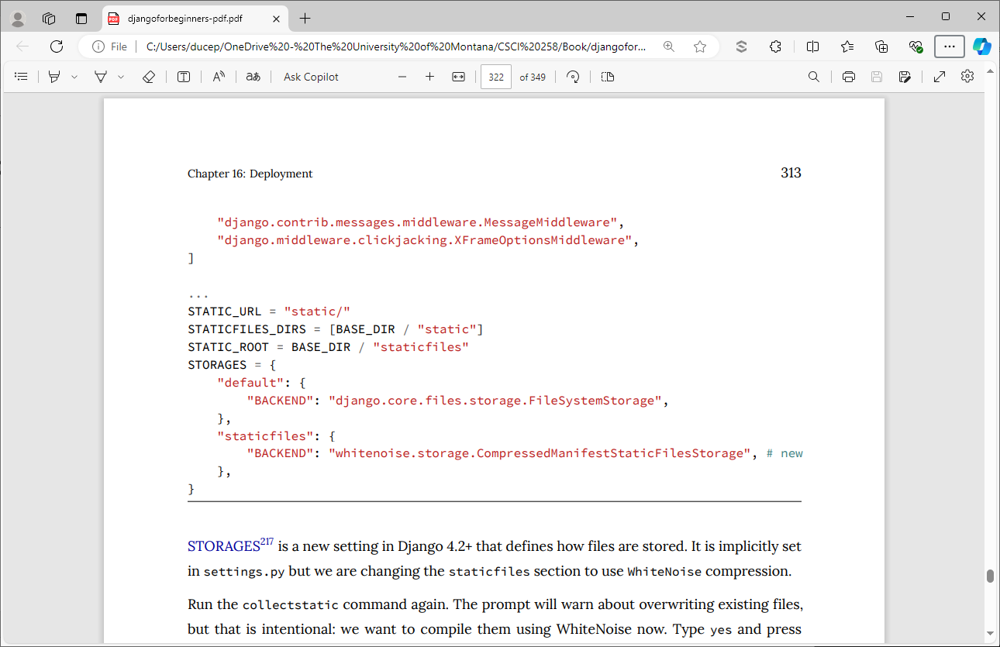 djangoforbeginners-pdf.pdf
File
C:/Users/ducep/OneDrive%20-%20The%20University%20of%20Montana/CSCI%20258/Book/djangofor...
Ask Copilot
322 of 349
Chapter 16: Deployment
313
"django.contrib.messages.middleware.MessageMiddleware",
"django.middleware.clickjacking.XFrameOptionsMiddleware",
]
...
STATIC_URL = "static/"
STATICFILES_DIRS = [BASE_DIR / "static"]
STATIC_ROOT = BASE_DIR / "staticfiles"
STORAGES = {
"default": {
"BACKEND": "django.core.files.storage.FileSystemStorage",
},
"staticfiles": {
"BACKEND": "whitenoise.storage.CompressedManifestStaticFilesStorage", # new
},
}
STORAGES217 is a new setting in Django 4.2+ that defines how files are stored. It is implicitly set
in settings.py but we are changing the staticfiles section to use WhiteNoise compression.
Run the collectstatic command again. The prompt will warn about overwriting existing files,
but that is intentional: we want to compile them using WhiteNoise now. Type yes and press